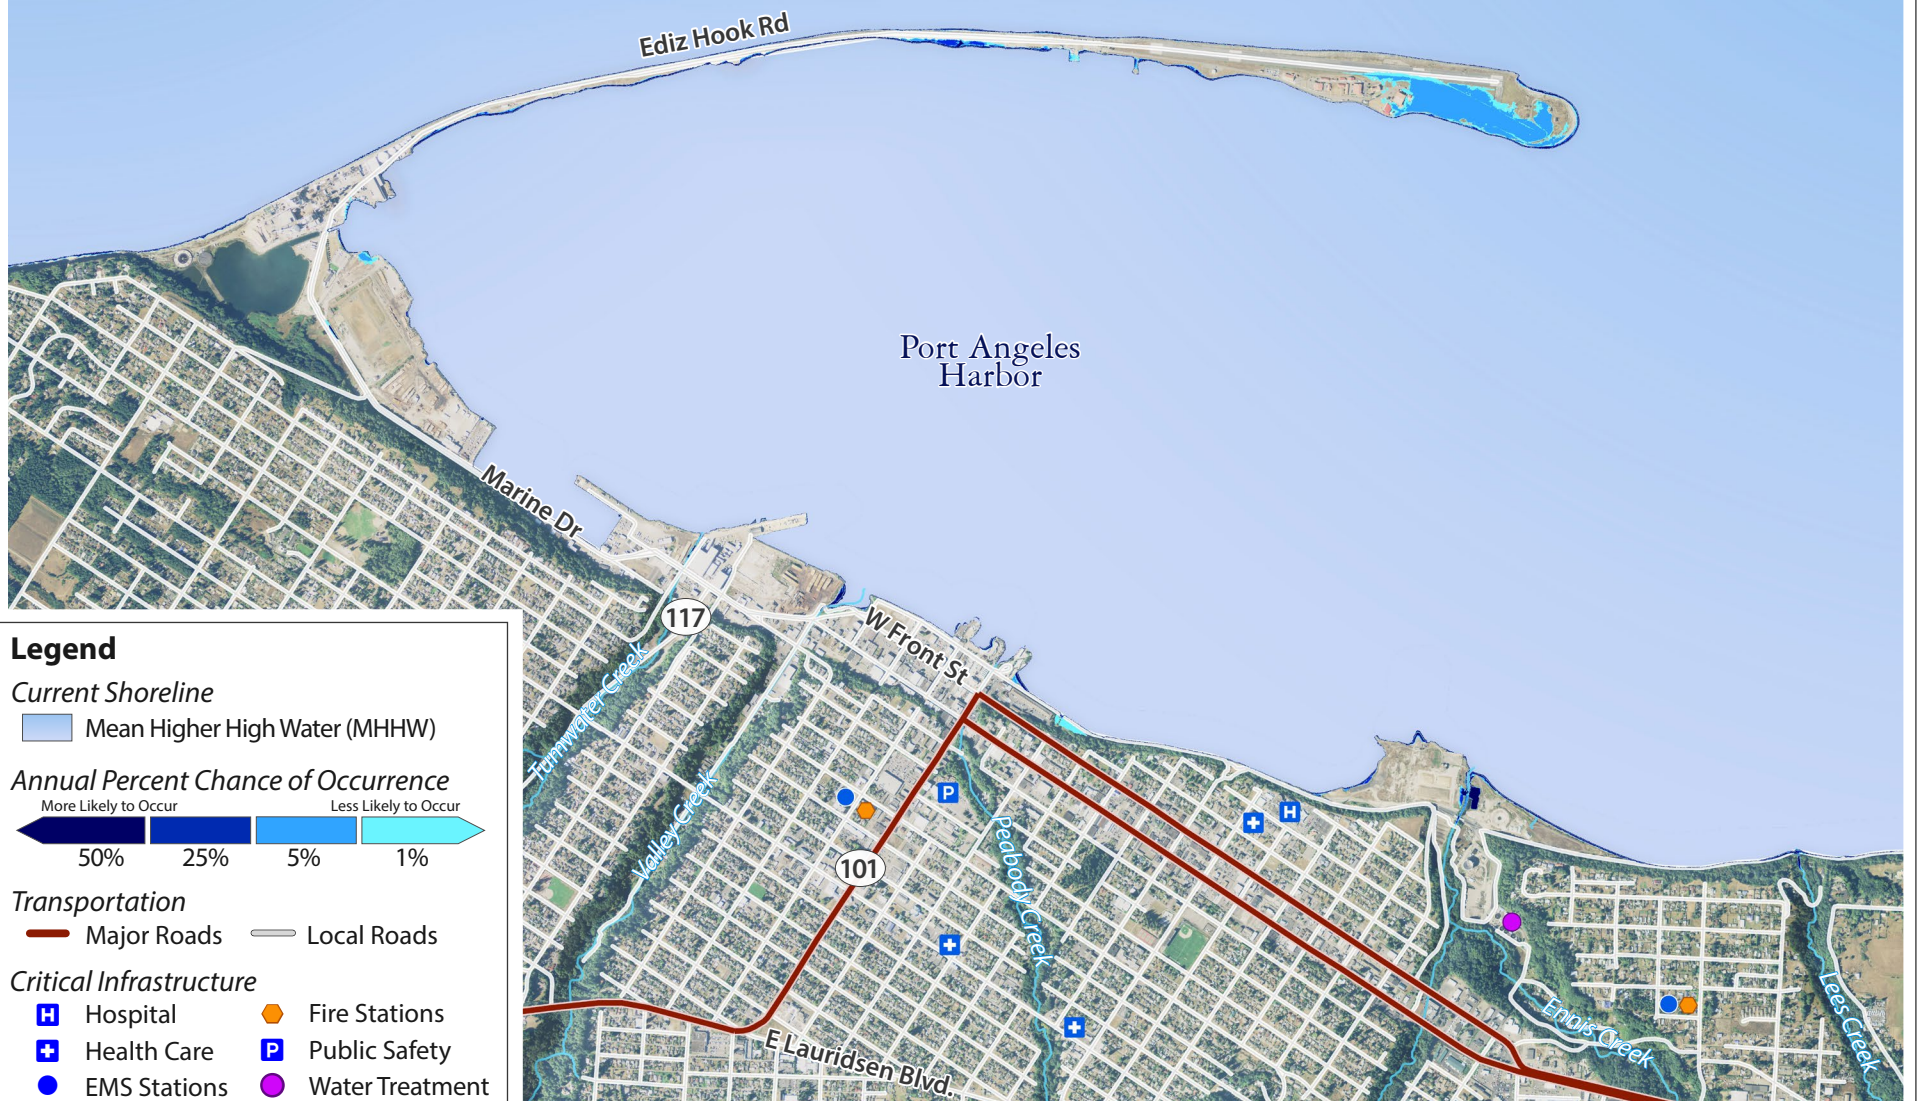 Ediz Hook Rd
Port Angeles
Harbor
Marine Dr
117
W Front St
Tumwater Creek
Valley Creek
P
H
101
Peabody Creek
E Lauridsen Blvd.
Ennis Creek
Lees Creek
Legend
Current Shoreline
Mean Higher High Water (MHHW)
Annual Percent Chance of Occurrence
More Likely to Occur Less Likely to Occur
50% 25% 5% 1%
Transportation
Major Roads Local Roads
Critical Infrastructure
H Hospital Fire Stations
Health Care P Public Safety
EMS Stations Water Treatment